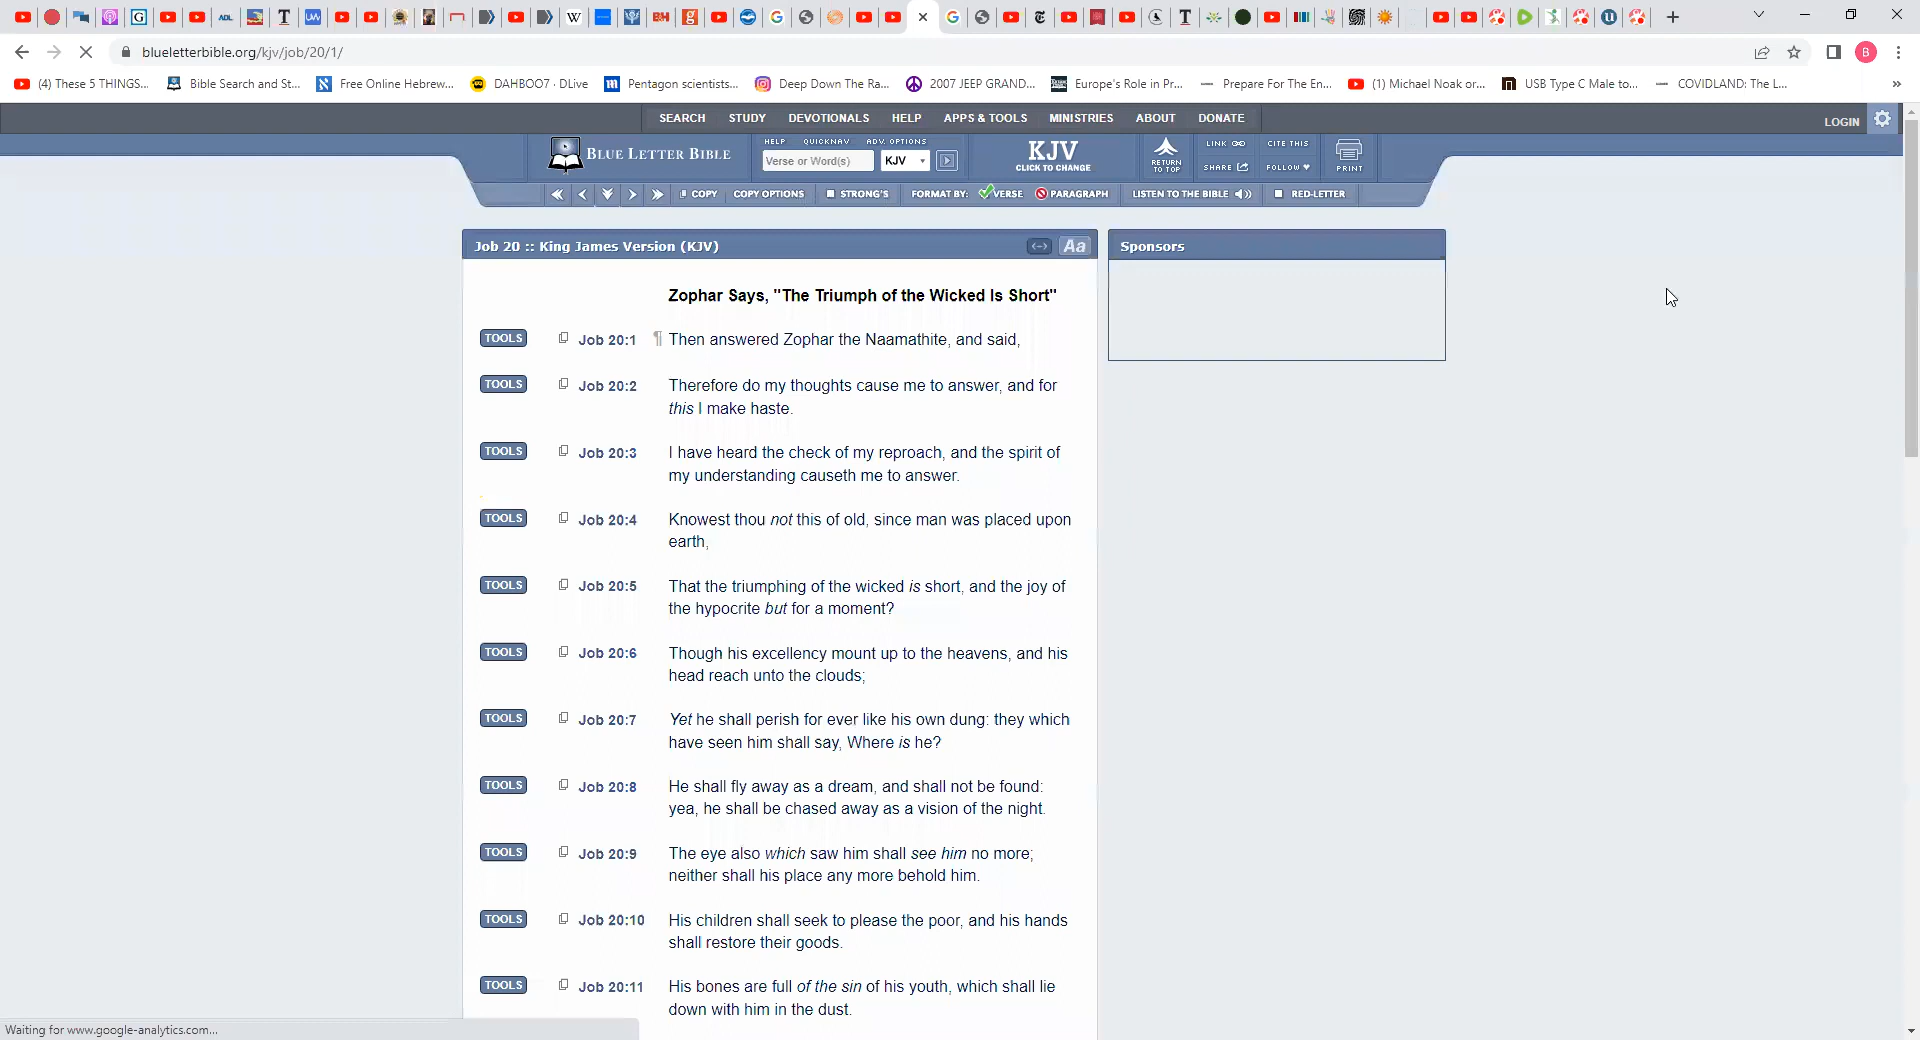 blueletterbible.org/kjv/job/20/1/
(4) These 5 THINGS... Bible Search and St... Free Online Hebrew... DAHBOO7 · DLive Pentagon scientists... Deep Down The Ra... 2007 JEEP GRAND... Europe's Role in Pr... Prepare For The En... (1) Michael Noak or... USB Type C Male to... COVIDLAND: The L... »
SEARCH STUDY DEVOTIONALS HELP APPS & TOOLS MINISTRIES ABOUT DONATE LOGIN
BLUE LETTER BIBLE
HELP QUICKNAV ADV. OPTIONS
Verse or Word(s) KJV
KJV
CLICK TO CHANGE
RETURN
TO TOP
LINK CITE THIS
SHARE FOLLOW
PRINT
COPY COPY OPTIONS STRONG'S FORMAT BY: VERSE PARAGRAPH LISTEN TO THE BIBLE RED-LETTER
Job 20 :: King James Version (KJV) Aa
Sponsors
Zophar Says, "The Triumph of the Wicked Is Short"
TOOLS Job 20:1 ¶ Then answered Zophar the Naamathite, and said,
TOOLS Job 20:2 Therefore do my thoughts cause me to answer, and for
this I make haste.
TOOLS Job 20:3 I have heard the check of my reproach, and the spirit of
my understanding causeth me to answer.
TOOLS Job 20:4 Knowest thou not this of old, since man was placed upon
earth,
TOOLS Job 20:5 That the triumphing of the wicked is short, and the joy of
the hypocrite but for a moment?
TOOLS Job 20:6 Though his excellency mount up to the heavens, and his
head reach unto the clouds;
TOOLS Job 20:7 Yet he shall perish for ever like his own dung: they which
have seen him shall say, Where is he?
TOOLS Job 20:8 He shall fly away as a dream, and shall not be found:
yea, he shall be chased away as a vision of the night.
TOOLS Job 20:9 The eye also which saw him shall see him no more;
neither shall his place any more behold him.
TOOLS Job 20:10 His children shall seek to please the poor, and his hands
shall restore their goods.
TOOLS Job 20:11 His bones are full of the sin of his youth, which shall lie
down with him in the dust.
Waiting for www.google-analytics.com...